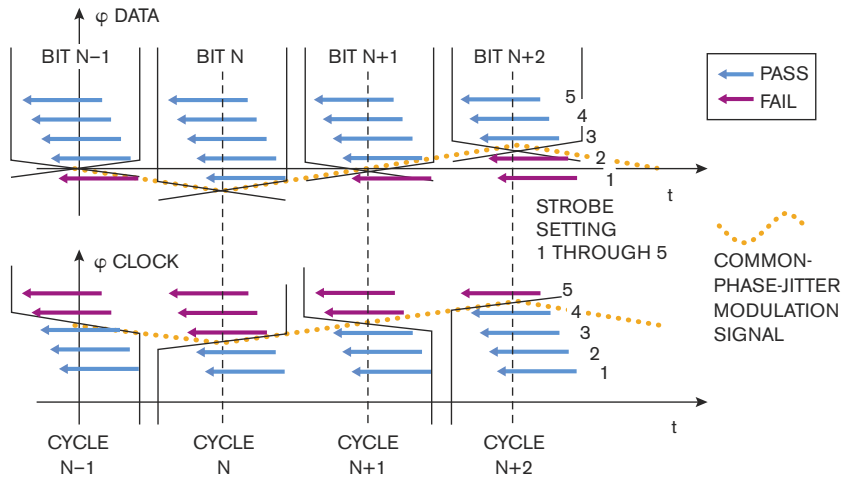 φ DATA
BIT N–1
BIT N
BIT N+1
BIT N+2
PASS
FAIL
5
4
3
2
1
t
STROBE
SETTING
1 THROUGH 5
COMMON-
PHASE-JITTER
MODULATION
SIGNAL
φ CLOCK
5
4
3
2
1
t
CYCLE
N–1
CYCLE
N
CYCLE
N+1
CYCLE
N+2